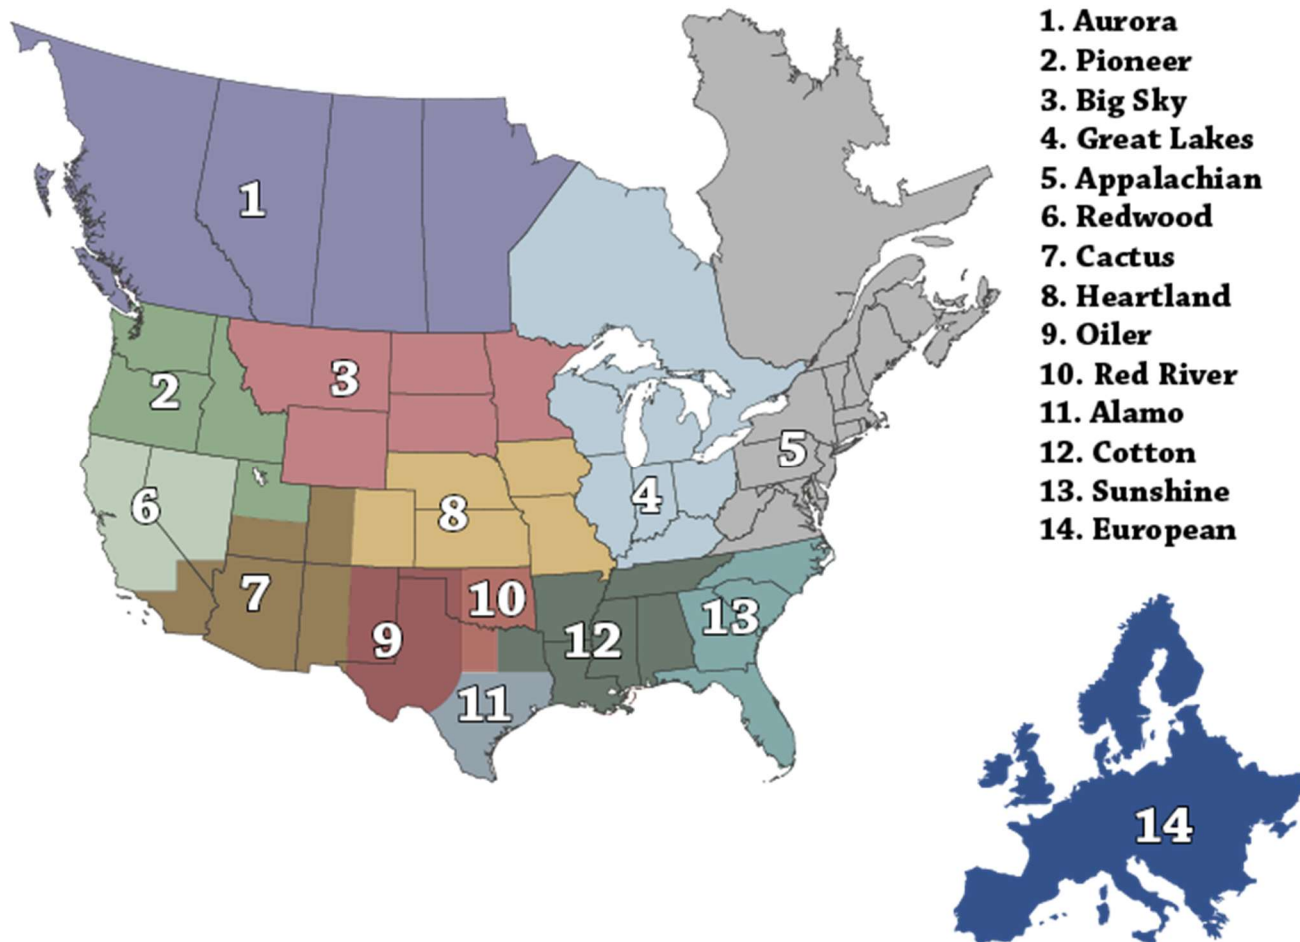 1. Aurora
2. Pioneer
3. Big Sky
4. Great Lakes
5. Appalachian
6. Redwood
7. Cactus
8. Heartland
9. Oiler
10. Red River
11. Alamo
12. Cotton
13. Sunshine
14. European
1
2
3
5
6
4
8
7
10
9
12
13
11
14